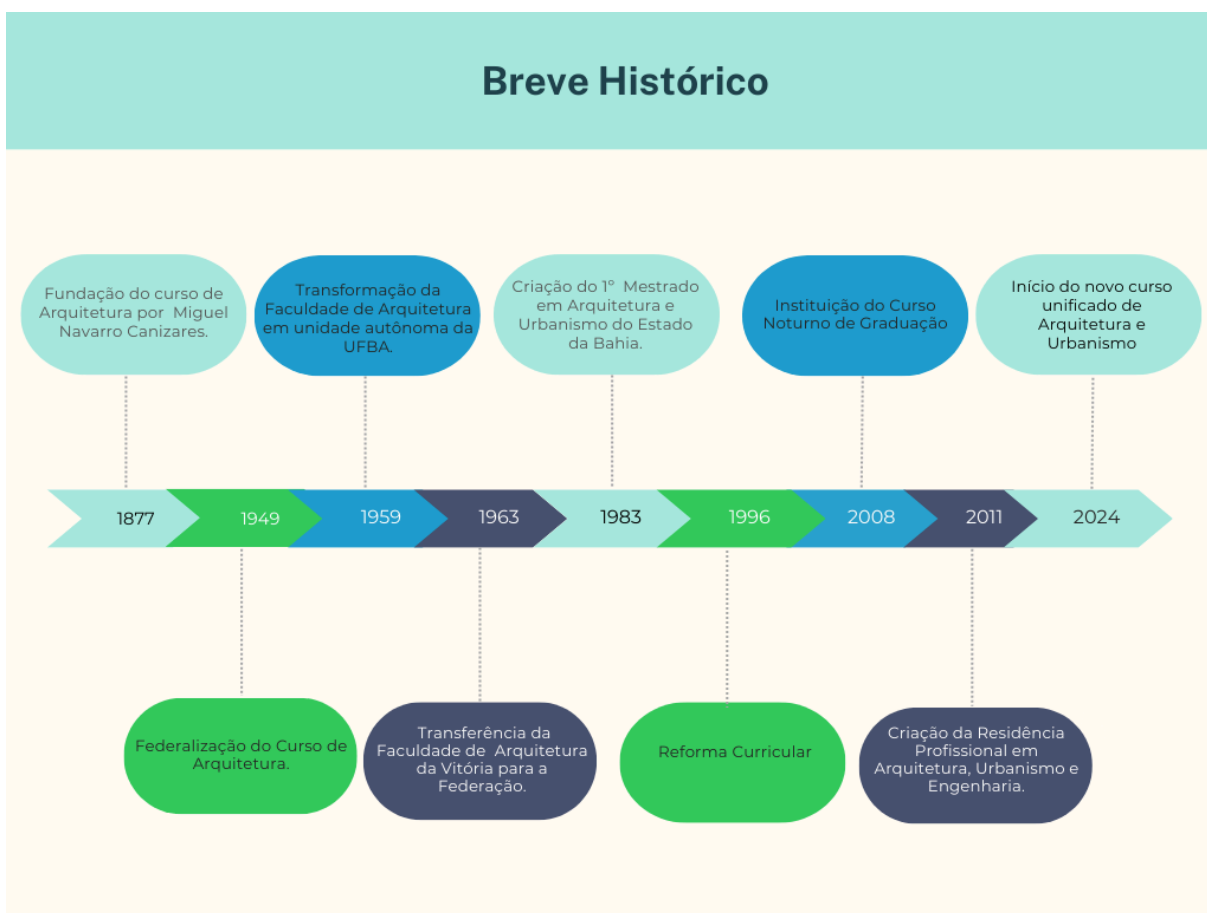 Breve Histórico
Fundação do curso de
Arquitetura por Miguel
Navarro Canizares.
Transformação da
Faculdade de Arquitetura
em unidade autônoma da
UFBA.
Criação do 1º Mestrado
em Arquitetura e
Urbanismo do Estado
da Bahia.
Instituição do Curso
Noturno de Graduação
Início do novo curso
unificado de
Arquitetura e
Urbanismo
1877
1949
1959
1963
1983
1996
2008
2011
2024
Federalização do Curso de
Arquitetura.
Transferência da
Faculdade de Arquitetura
da Vitória para a
Federação.
Reforma Curricular
Criação da Residência
Profissional em
Arquitetura, Urbanismo e
Engenharia.